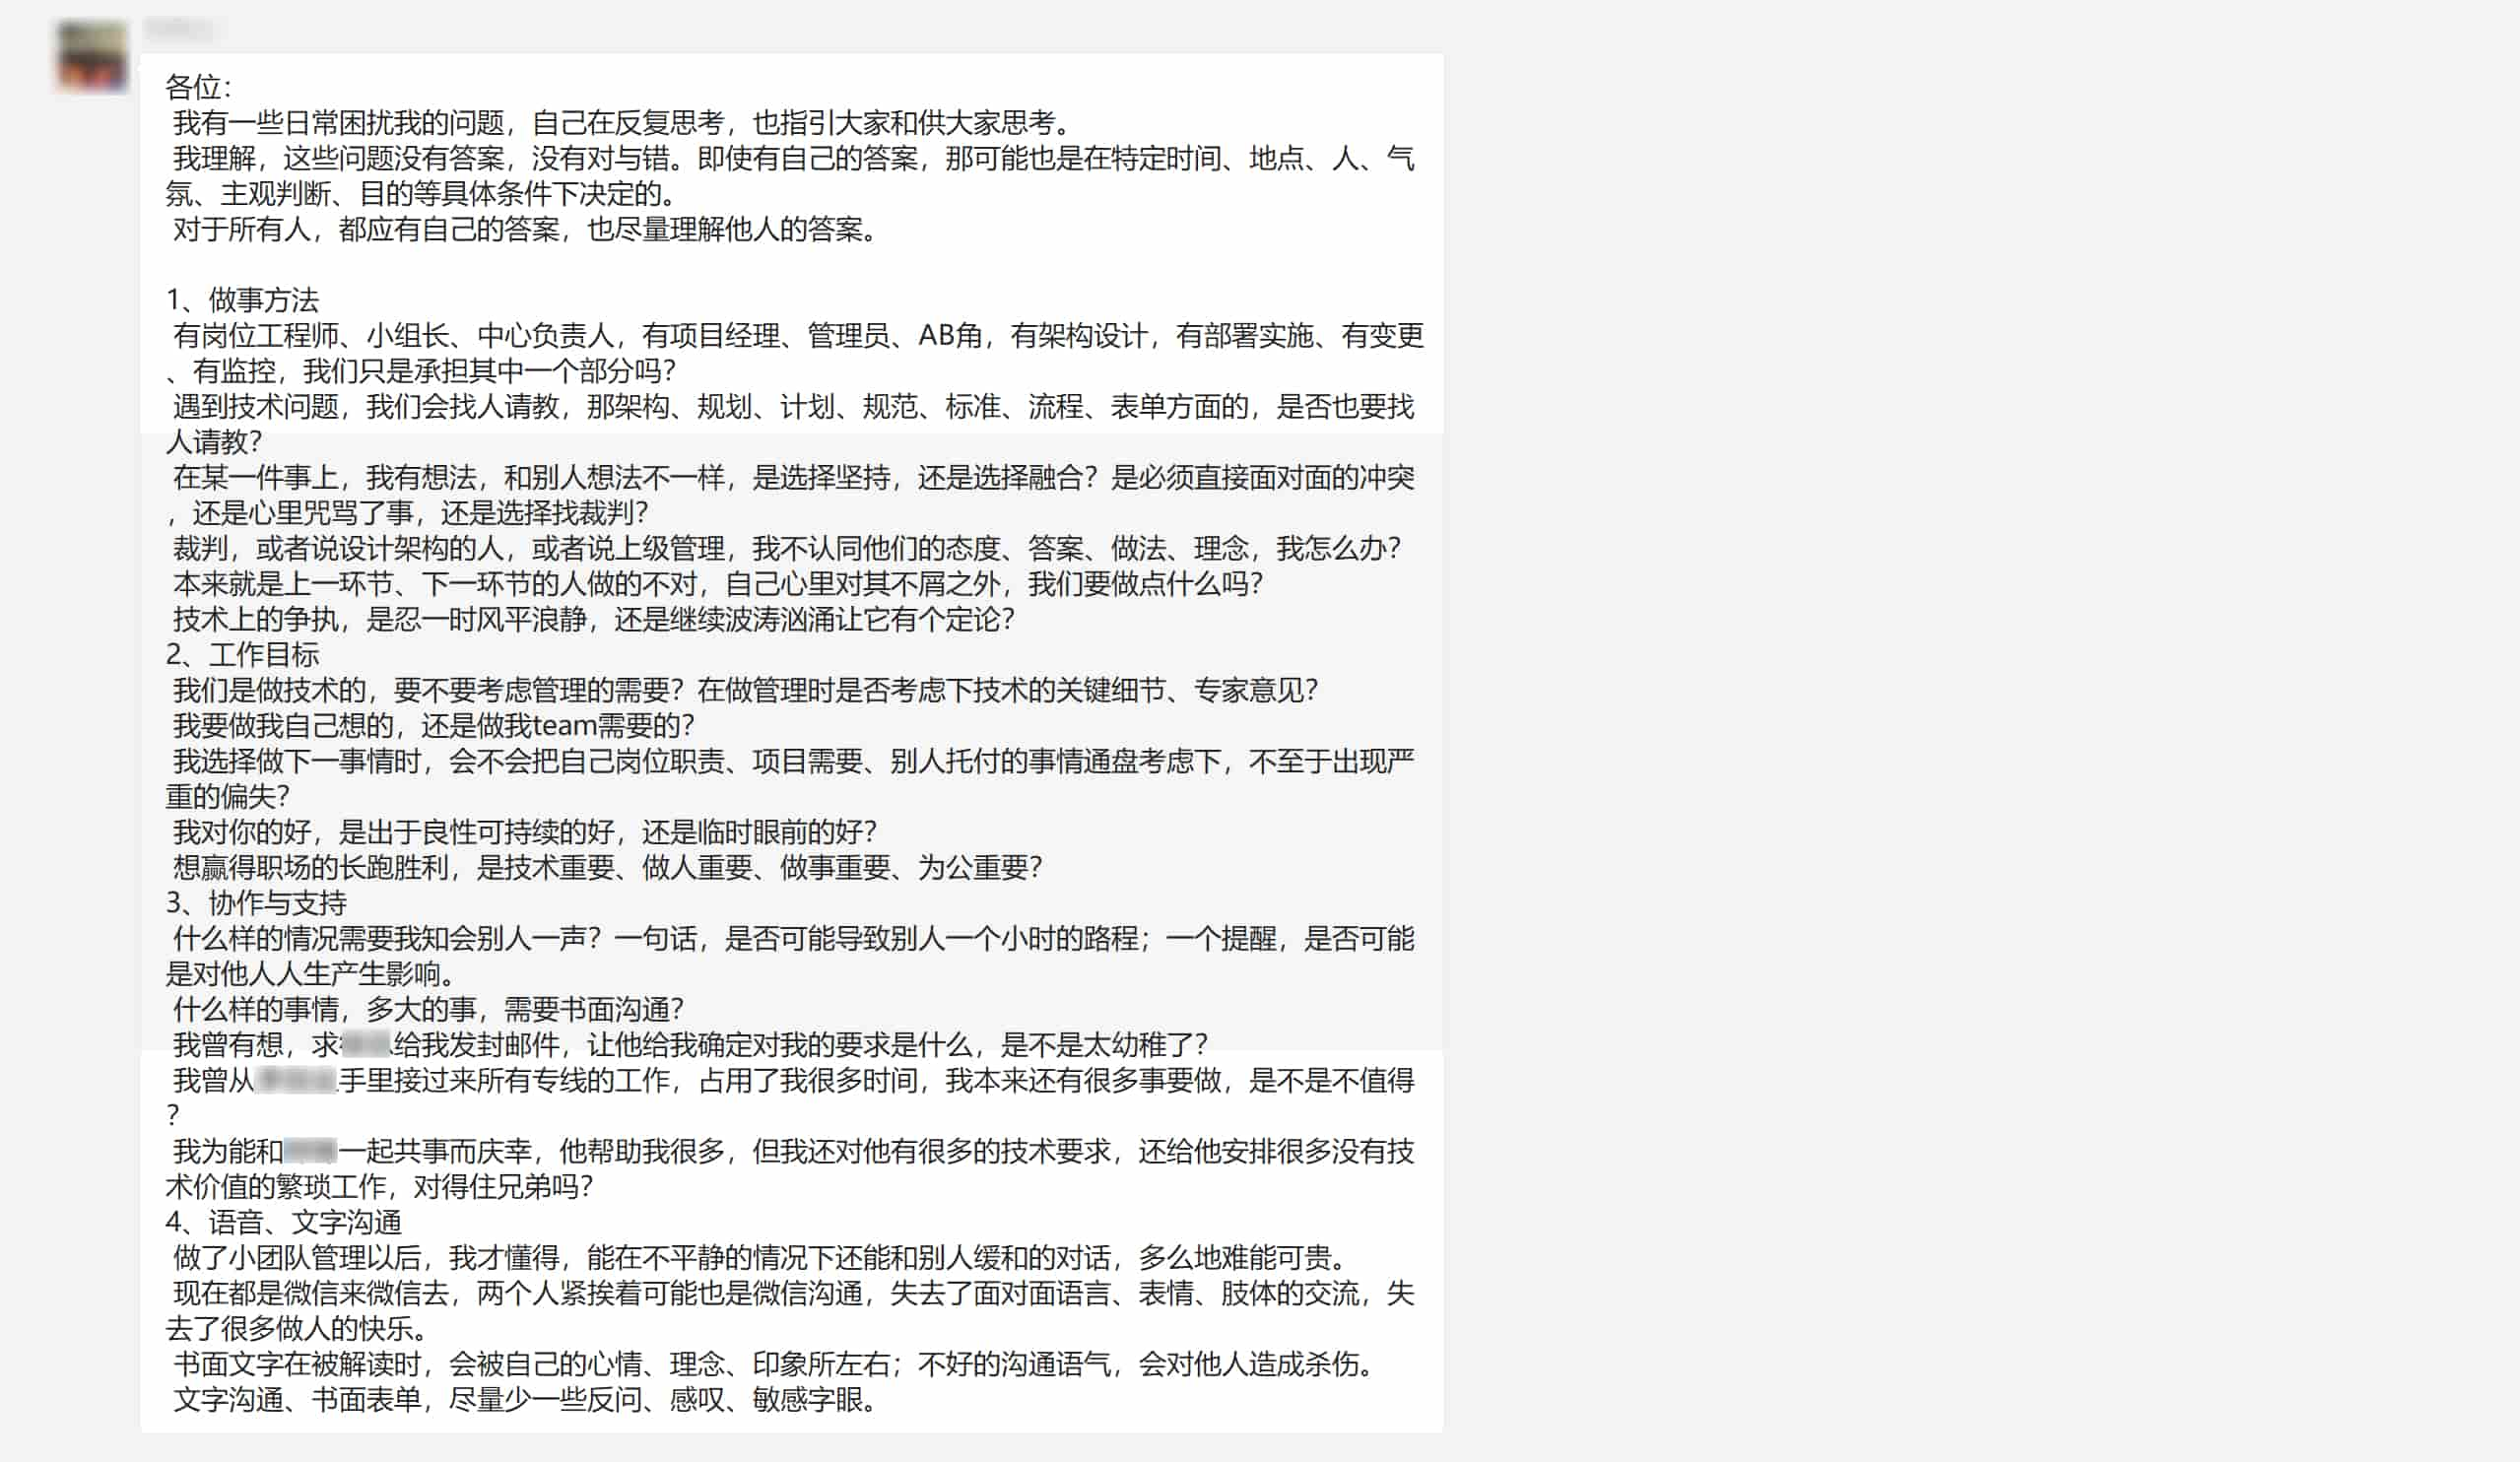 各位：
我有一些日常困扰我的问题，自己在反复思考，也指引大家和供大家思考。
我理解，这些问题没有答案，没有对与错。即使有自己的答案，那可能也是在特定时间、地点、人、气
氛、主观判断、目的等具体条件下决定的。
对于所有人，都应有自己的答案，也尽量理解他人的答案。
1、做事方法
有岗位工程师、小组长、中心负责人，有项目经理、管理员、AB角，有架构设计，有部署实施、有变更
、有监控，我们只是承担其中一个部分吗？
遇到技术问题，我们会找人请教，那架构、规划、计划、规范、标准、流程、表单方面的，是否也要找
人请教？
在某一件事上，我有想法，和别人想法不一样，是选择坚持，还是选择融合？是必须直接面对面的冲突
，还是心里咒骂了事，还是选择找裁判？
裁判，或者说设计架构的人，或者说上级管理，我不认同他们的态度、答案、做法、理念，我怎么办？
本来就是上一环节、下一环节的人做的不对，自己心里对其不屑之外，我们要做点什么吗？
技术上的争执，是忍一时风平浪静，还是继续波涛汹涌让它有个定论？
2、工作目标
我们是做技术的，要不要考虑管理的需要？在做管理时是否考虑下技术的关键细节、专家意见？
我要做我自己想的，还是做我team需要的？
我选择做下一事情时，会不会把自己岗位职责、项目需要、别人托付的事情通盘考虑下，不至于出现严
重的偏失？
我对你的好，是出于良性可持续的好，还是临时眼前的好？
想赢得职场的长跑胜利，是技术重要、做人重要、做事重要、为公重要？
3、协作与支持
什么样的情况需要我知会别人一声？一句话，是否可能导致别人一个小时的路程；一个提醒，是否可能
是对他人人生产生影响。
什么样的事情，多大的事，需要书面沟通？
我曾有想，求给我发封邮件，让他给我确定对我的要求是什么，是不是太幼稚了？
我曾从手里接过来所有专线的工作，占用了我很多时间，我本来还有很多事要做，是不是不值得
？
我为能和一起共事而庆幸，他帮助我很多，但我还对他有很多的技术要求，还给他安排很多没有技
术价值的繁琐工作，对得住兄弟吗？
4、语音、文字沟通
做了小团队管理以后，我才懂得，能在不平静的情况下还能和别人缓和的对话，多么地难能可贵。
现在都是微信来微信去，两个人紧挨着可能也是微信沟通，失去了面对面语言、表情、肢体的交流，失
去了很多做人的快乐。
书面文字在被解读时，会被自己的心情、理念、印象所左右；不好的沟通语气，会对他人造成杀伤。
文字沟通、书面表单，尽量少一些反问、感叹、敏感字眼。